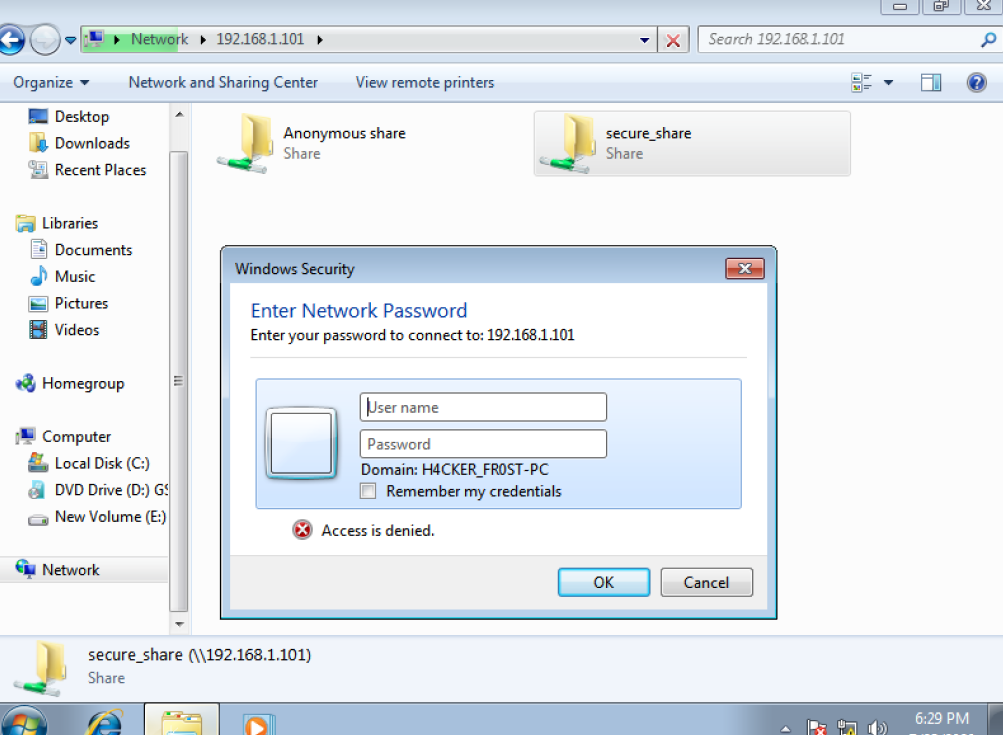 Network 192.168.1.101
Search 192.168.1.101
Organize Network and Sharing Center View remote printers
Desktop
Downloads
Recent Places
Libraries
Documents
Music
Pictures
Videos
Homegroup
Computer
Local Disk (C:)
DVD Drive (D:) GS
New Volume (E:)
Network
Anonymous share
Share
secure_share
Share
Windows Security
Enter Network Password
Enter your password to connect to: 192.168.1.101
User name
Password
Domain: H4CKER_FR0ST-PC
Remember my credentials
Access is denied.
OK Cancel
secure_share (\\192.168.1.101)
Share
6:29 PM